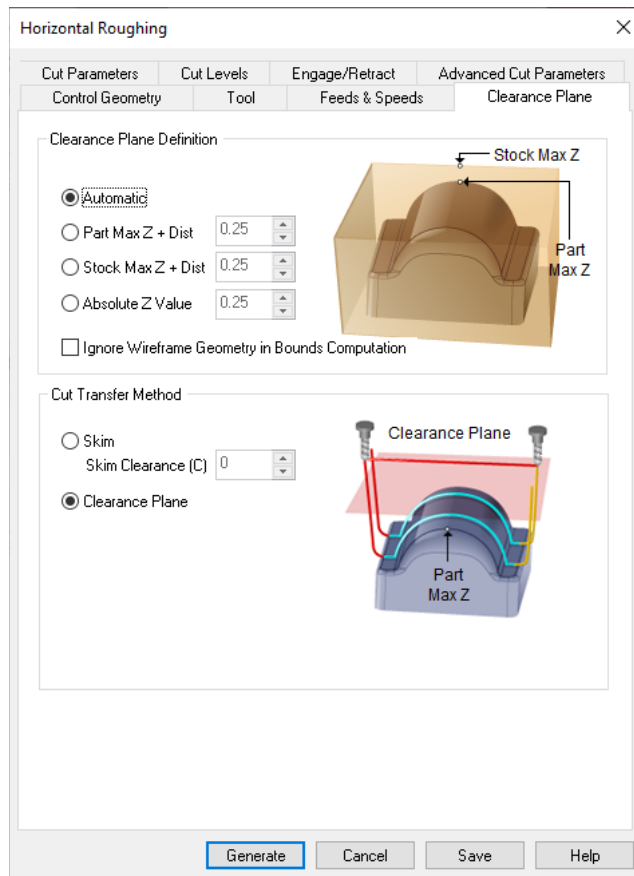 Horizontal Roughing
Cut Parameters Cut Levels Engage/Retract Advanced Cut Parameters
Control Geometry Tool Feeds & Speeds Clearance Plane
Clearance Plane Definition
Stock Max Z
Automatic
Part Max Z + Dist 0.25
Stock Max Z + Dist 0.25
Absolute Z Value 0.25
Part
Max Z
Ignore Wireframe Geometry in Bounds Computation
Cut Transfer Method
Skim
Skim Clearance (C) 0
Clearance Plane
Clearance Plane
Part
Max Z
Generate Cancel Save Help